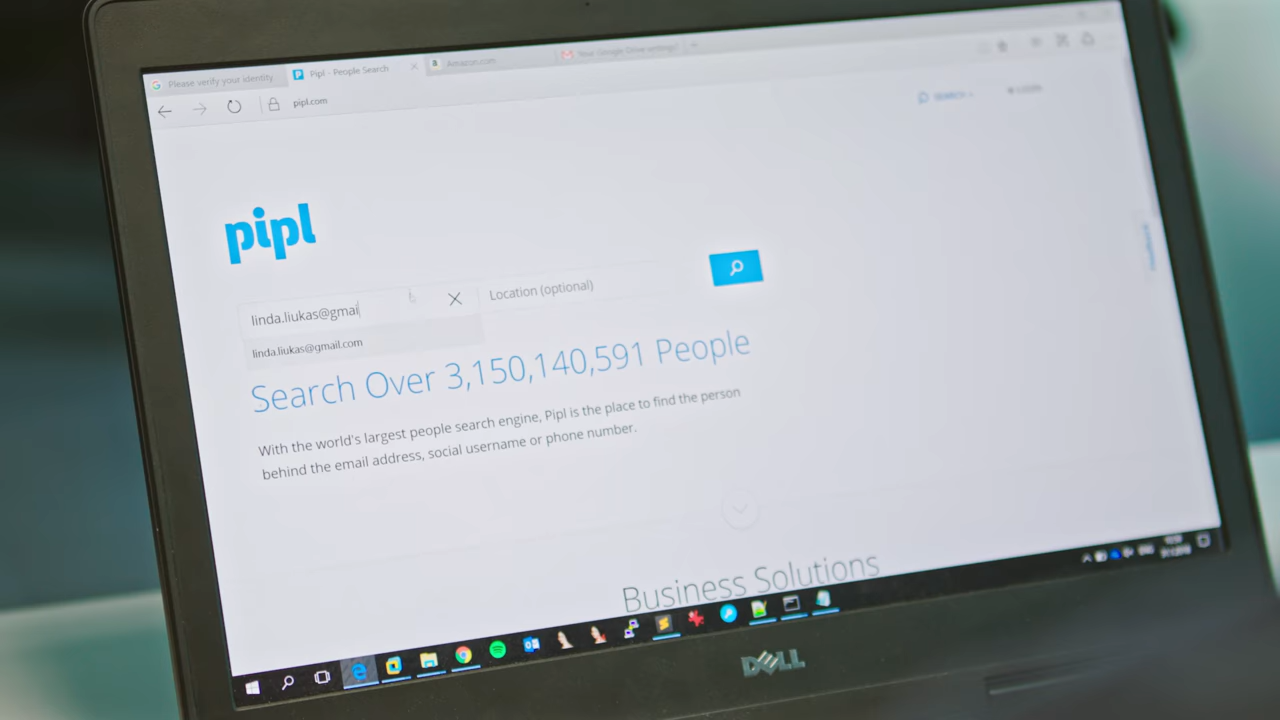 Please verify your identity.
Pipl - People Search
Amazon.com
Your Google Drive settings?
pipl.com
SEARCH
LOGIN
pipl
linda.liukas@gmai
Location (optional)
linda.liukas@gmail.com
Search Over 3,150,140,591 People
With the world's largest people search engine, Pipl is the place to find the person
behind the email address, social username or phone number.
Feedback
Business Solutions
DELL